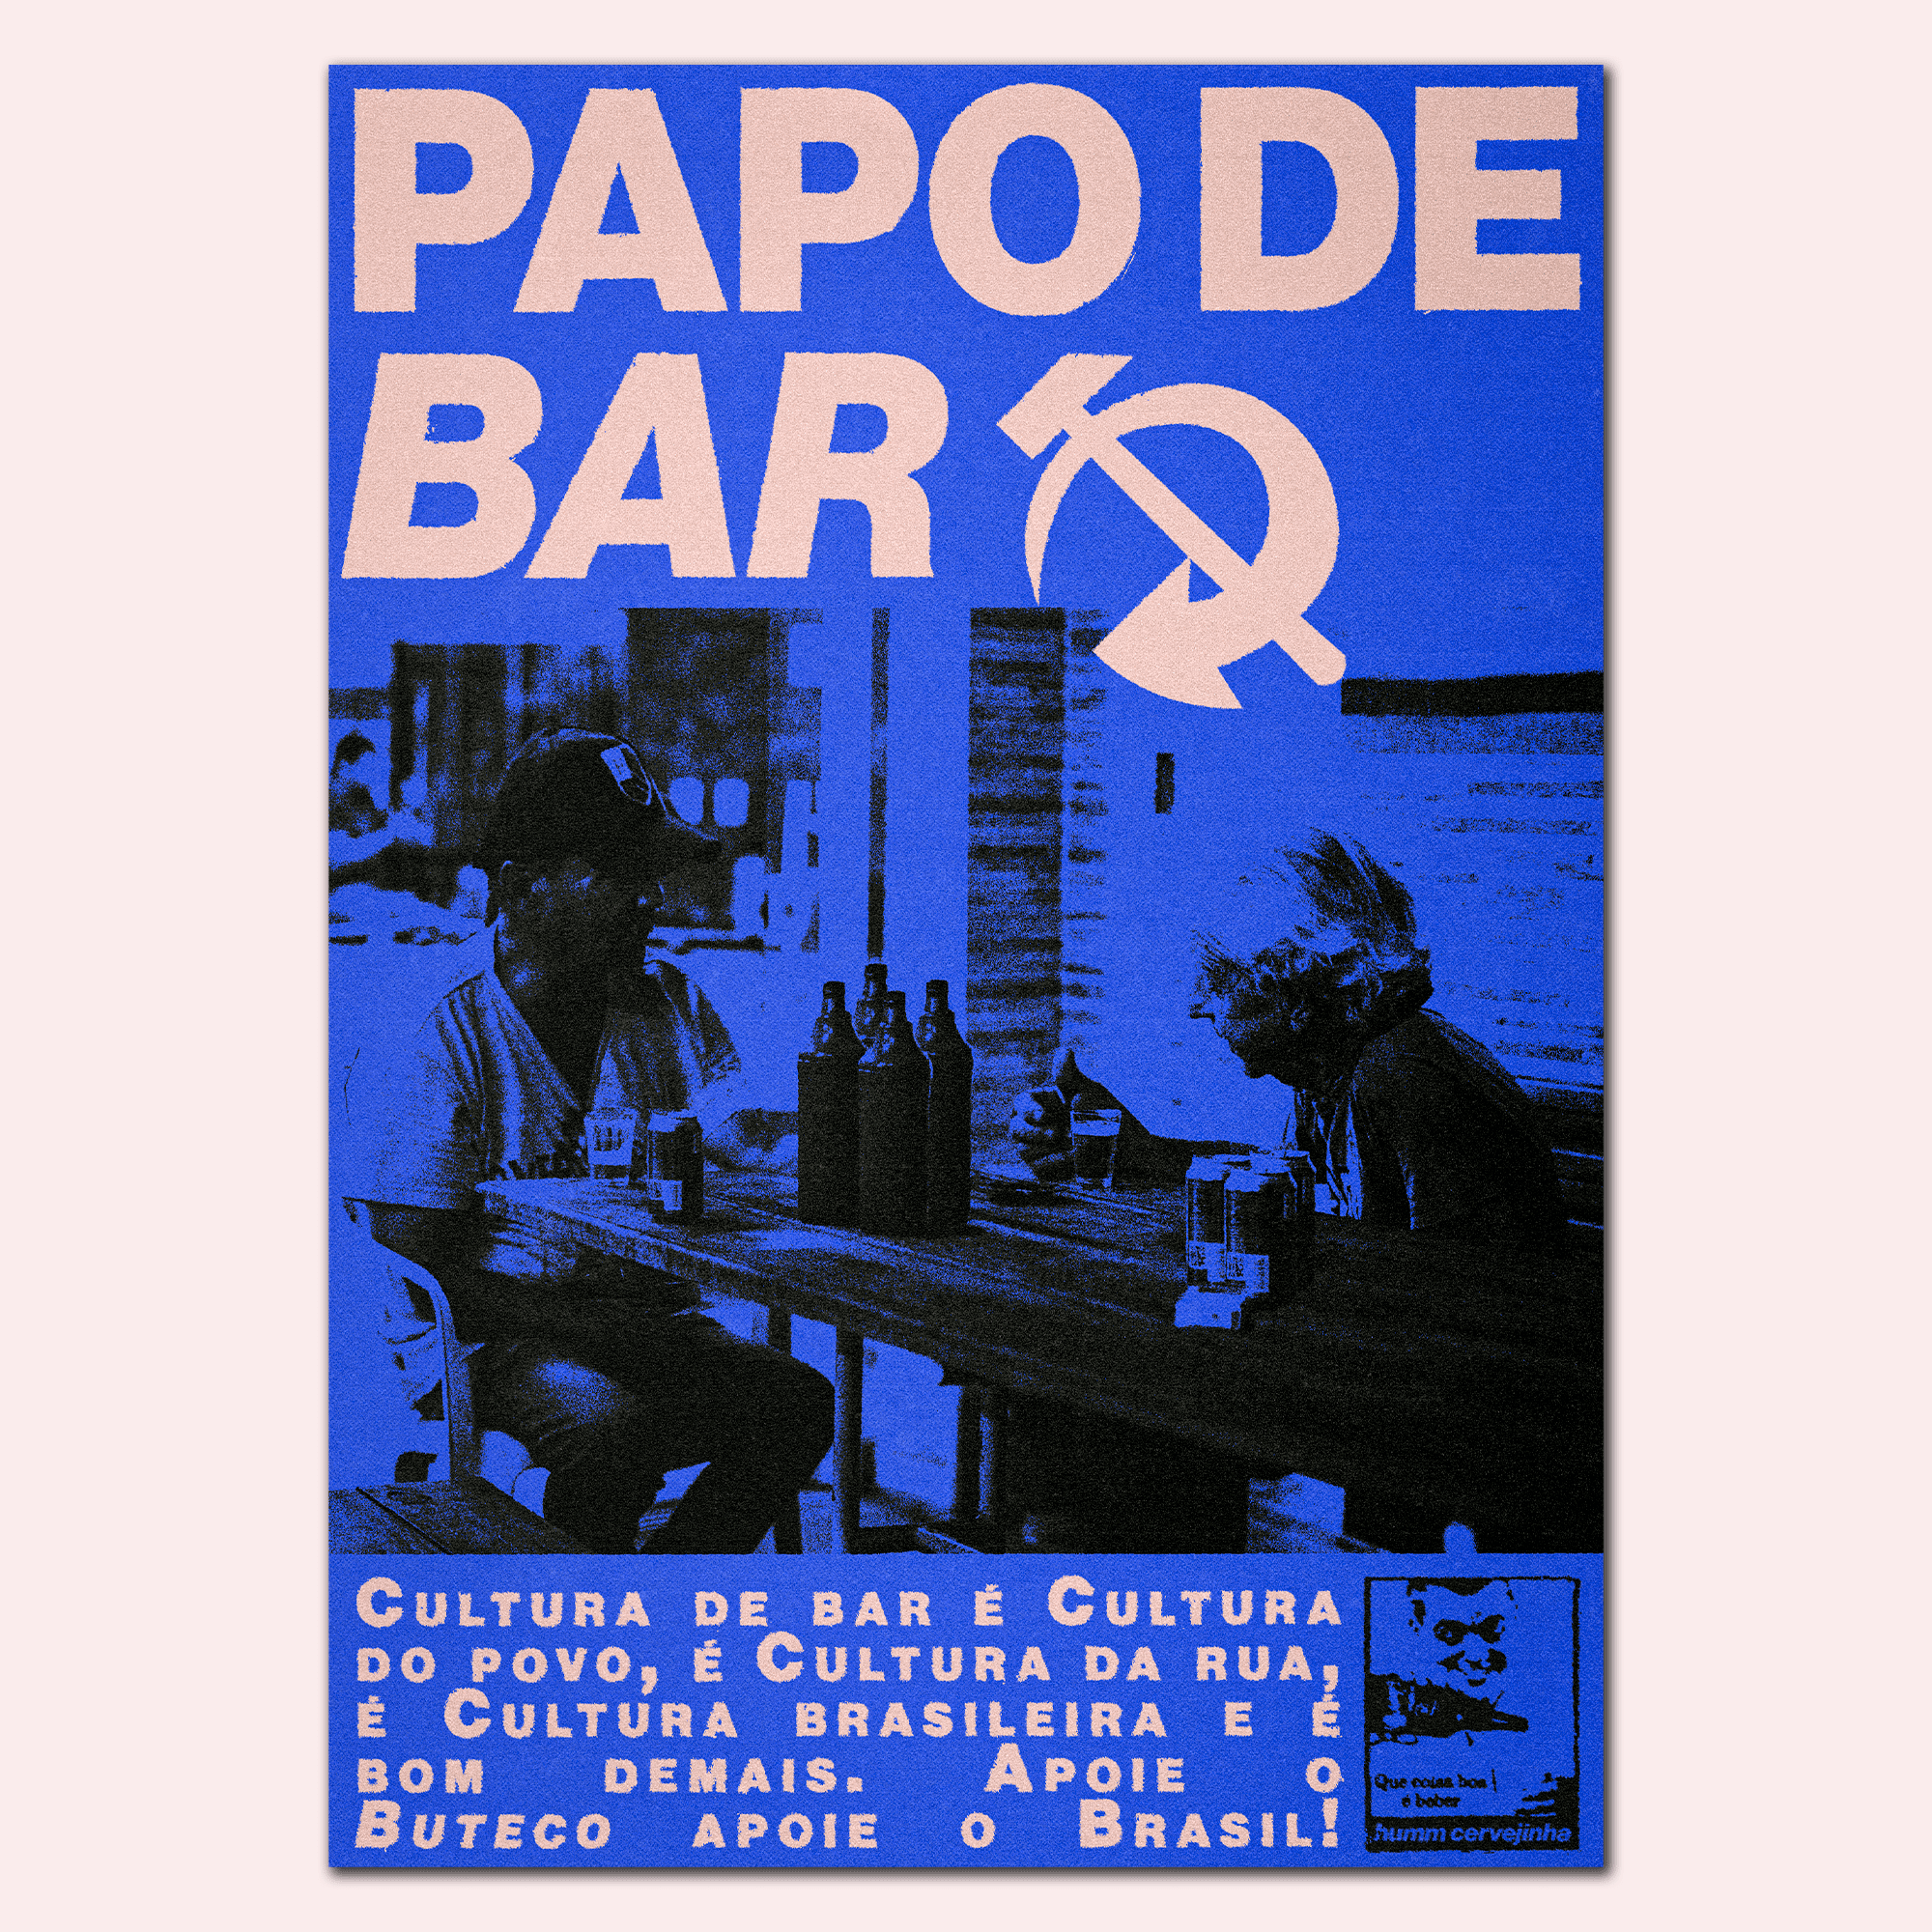 PAPO DE
BAR
CULTURA DE BAR É CULTURA
DO POVO, É CULTURA DA RUA,
É CULTURA BRASILEIRA E É
BOM DEMAIS. APOIE O
BUTECO APOIE O BRASIL!
Que coisa boa
é beber
humm cervejinha